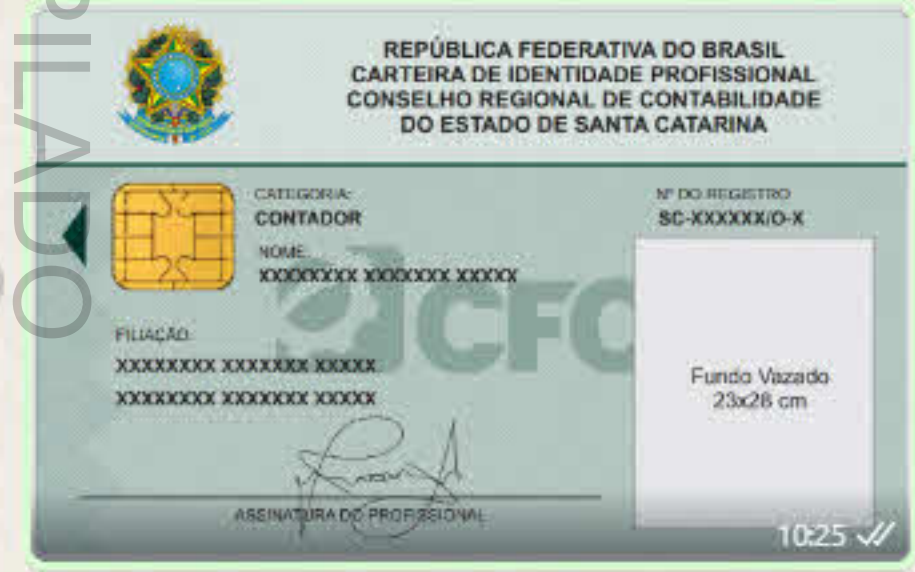 PILADO
REPÚBLICA FEDERATIVA DO BRASIL
CARTEIRA DE IDENTIDADE PROFISSIONAL
CONSELHO REGIONAL DE CONTABILIDADE
DO ESTADO DE SANTA CATARINA
CATEGORIA:
CONTADOR
Nº DO REGISTRO
SC-XXXXXX/O-X
NOME:
XXXXXXXX XXXXXXX XXXXX
CFC
FILIAÇÃO:
XXXXXXXX XXXXXXX XXXXX
XXXXXXXX XXXXXXX XXXXX
Fundo Vazado
23x28 cm
ASSINATURA DO PROFISSIONAL
10:25